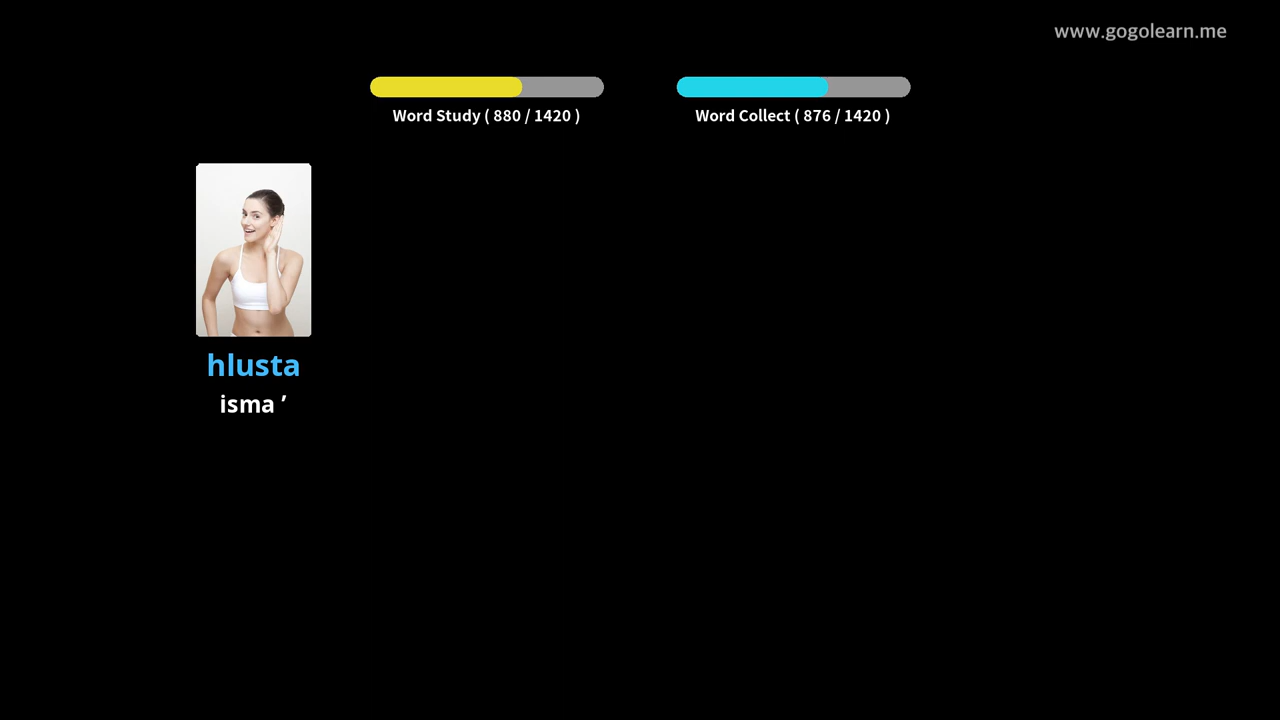 www.gogolearn.me
Word Study ( 880 / 1420 )
Word Collect ( 876 / 1420 )
hlusta
isma ’